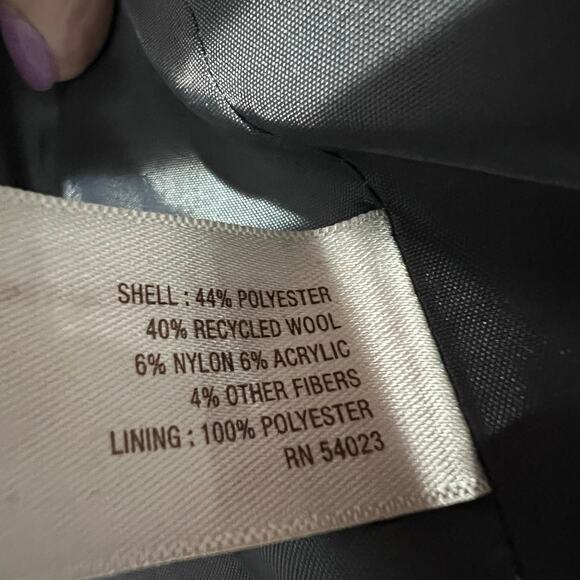 SHELL : 44% POLYESTER
40% RECYCLED WOOL
6% NYLON 6% ACRYLIC
4% OTHER FIBERS
LINING : 100% POLYESTER
RN 54023